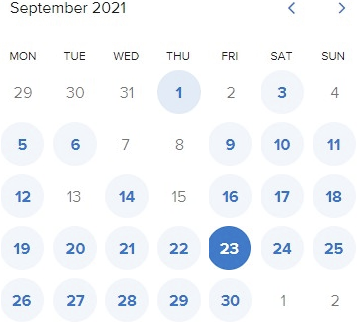 September 2021
MON TUE WED THU FRI SAT SUN
29 30 31 1 2 3 4
5 6 7 8 9 10 11
12 13 14 15 16 17 18
19 20 21 22 23 24 25
26 27 28 29 30 1 2